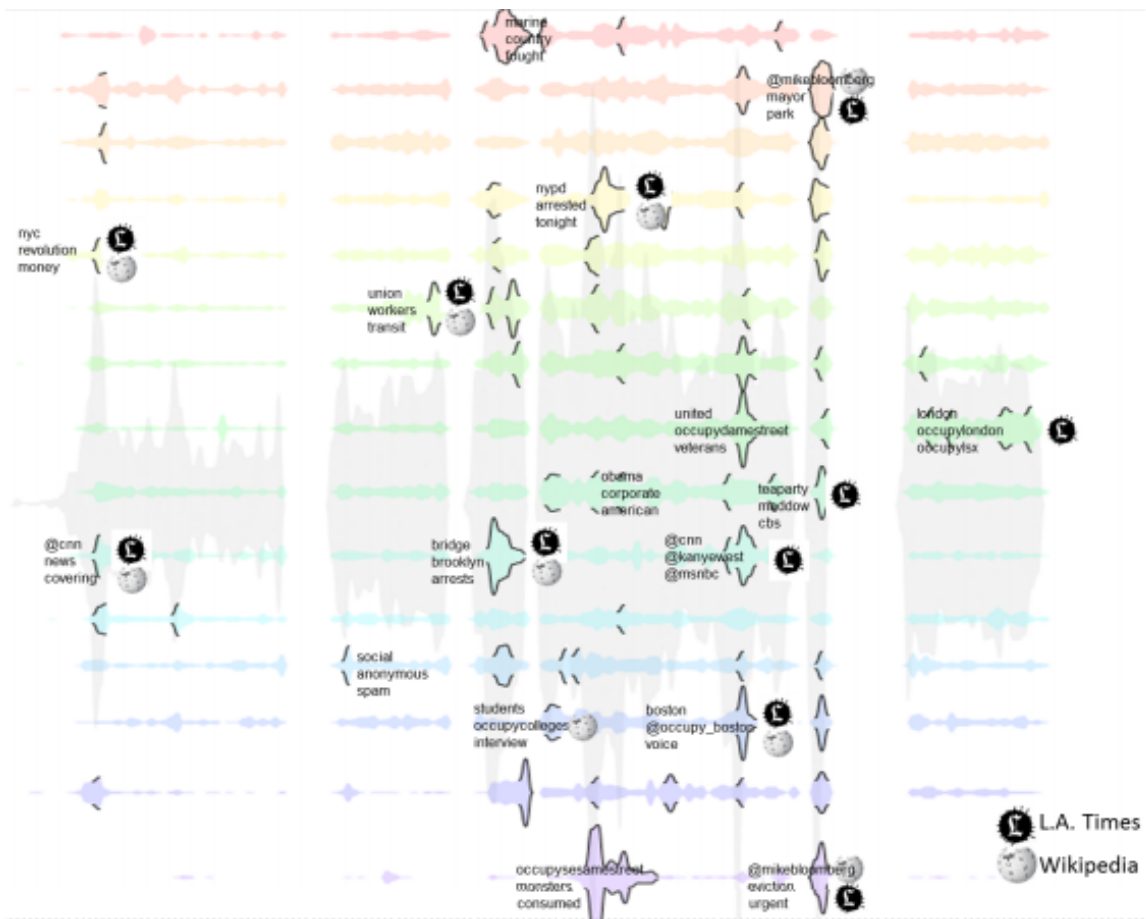 marine
country
fought
@mikebloomberg
mayor
park
nypd
arrested
tonight
nyc
revolution
money
union
workers
transit
united
occupydamestreet
veterans
london
occupylondon
occupylsx
obama
corporate
american
teaparty
maddow
cbs
@cnn
news
covering
bridge
brooklyn
arrests
@cnn
@kanyewest
@msnbc
social
anonymous
spam
students
occupycolleges
interview
boston
@occupy_boston
voice
occupysesamestreet
monsters
consumed
@mikebloomberg
eviction
urgent
L.A. Times
Wikipedia